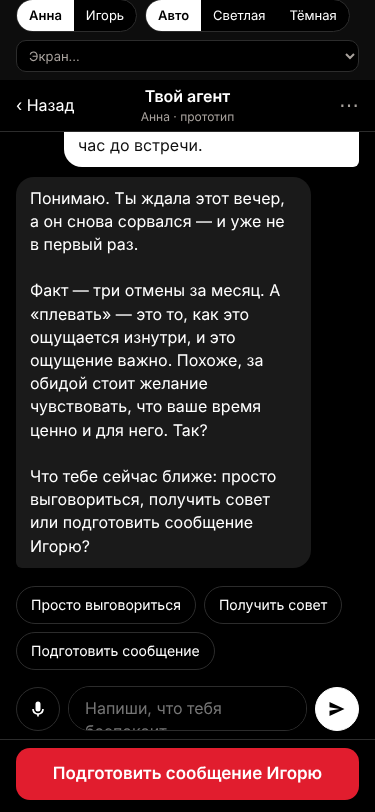 Анна Игорь Авто Светлая Тёмная
Экран...
‹ Назад Твой агент ...
Анна · прототип
час до встречи.
Понимаю. Ты ждала этот вечер,
а он снова сорвался — и уже не
в первый раз.
Факт — три отмены за месяц. А
«плевать» — это то, как это
ощущается изнутри, и это
ощущение важно. Похоже, за
обидой стоит желание
чувствовать, что ваше время
ценно и для него. Так?
Что тебе сейчас ближе: просто
выговориться, получить совет
или подготовить сообщение
Игорю?
Просто выговориться Получить совет
Подготовить сообщение
Напиши, что тебя
беспокоит
Подготовить сообщение Игорю